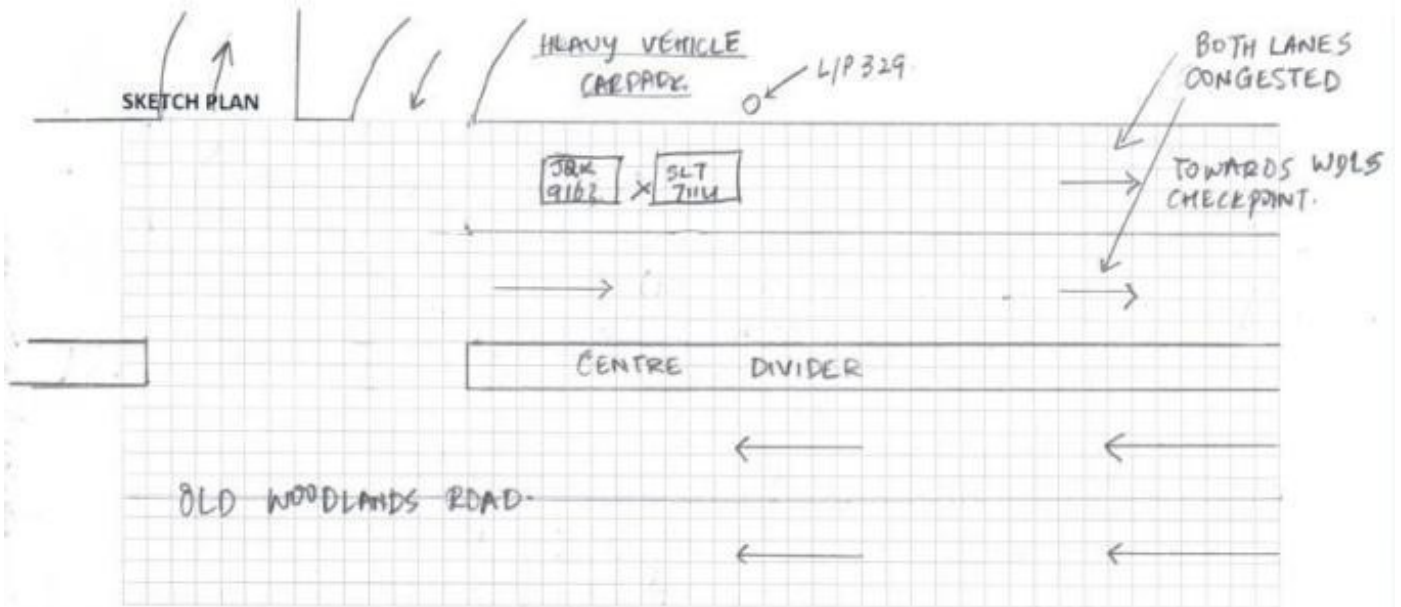 HEAVY VEHICLE
CARPARK
L/P 329.
BOTH LANES
CONGESTED
SKETCH PLAN
JQK
9162
X
SLT
7114
TOWARDS WDLS
CHECKPOINT.
CENTRE DIVIDER
OLD WOODLANDS ROAD.